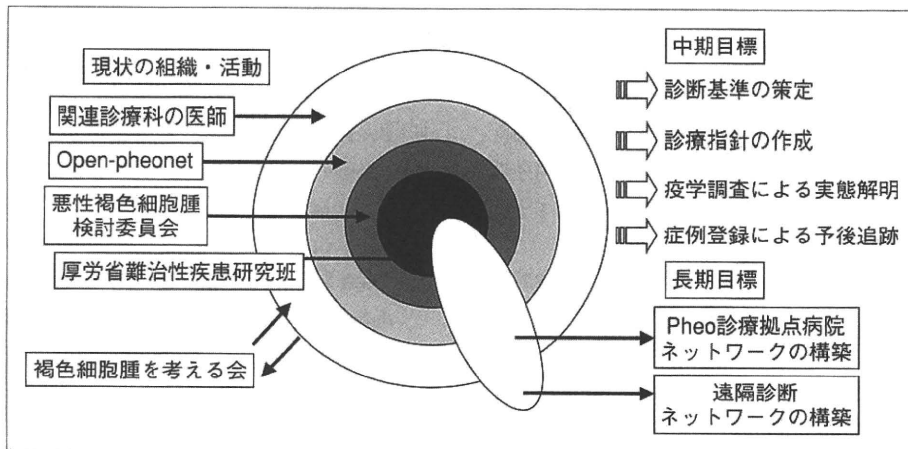 現状の組織・活動
関連診療科の医師
Open-pheonet
悪性褐色細胞腫
検討委員会
厚労省難治性疾患研究班
褐色細胞腫を考える会
中期目標
診断基準の策定
診療指針の作成
疫学調査による実態解明
症例登録による予後追跡
長期目標
Pheo診療拠点病院
ネットワークの構築
遠隔診断
ネットワークの構築